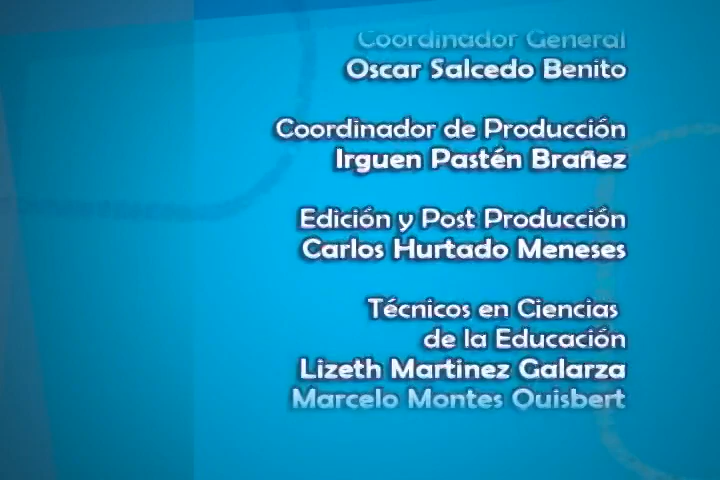 Coordinador General
Oscar Salcedo Benito
Coordinador de Producción
Irguen Pastén Brañez
Edición y Post Producción
Carlos Hurtado Meneses
Técnicos en Ciencias
de la Educación
Lizeth Martinez Galarza
Marcelo Montes Quisbert